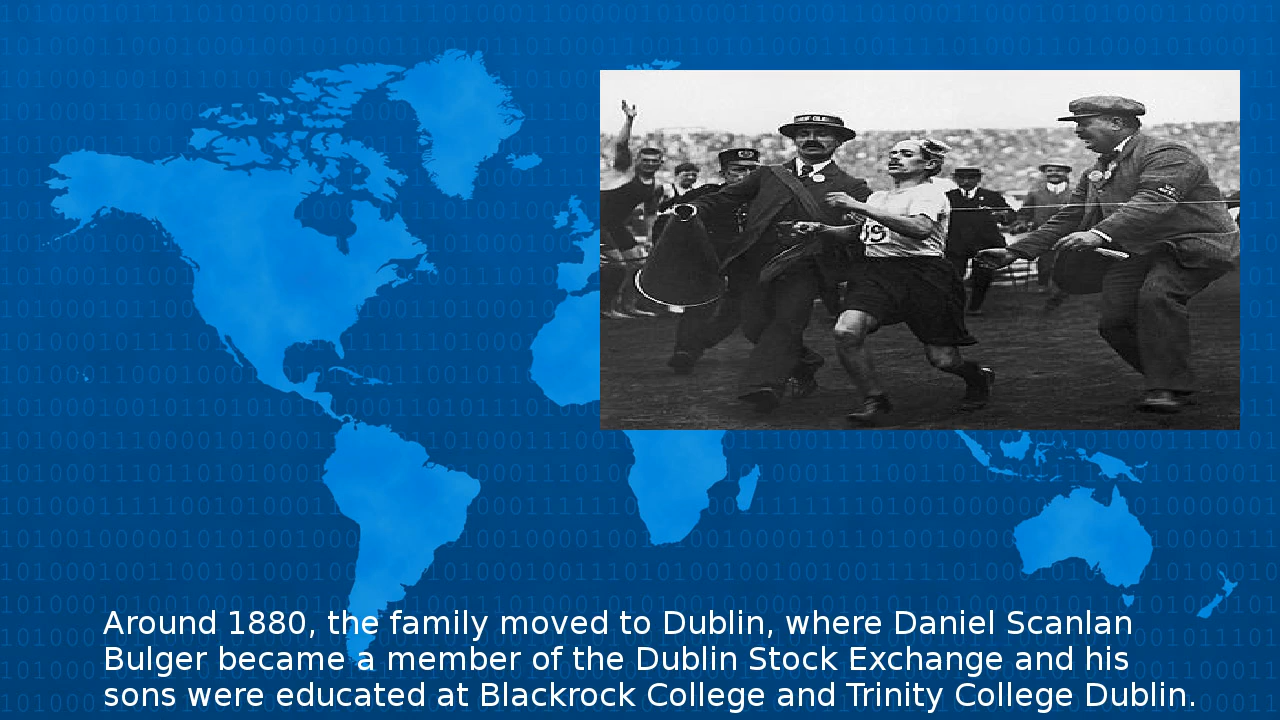 Around 1880, the family moved to Dublin, where Daniel Scanlan
Bulger became a member of the Dublin Stock Exchange and his
sons were educated at Blackrock College and Trinity College Dublin.